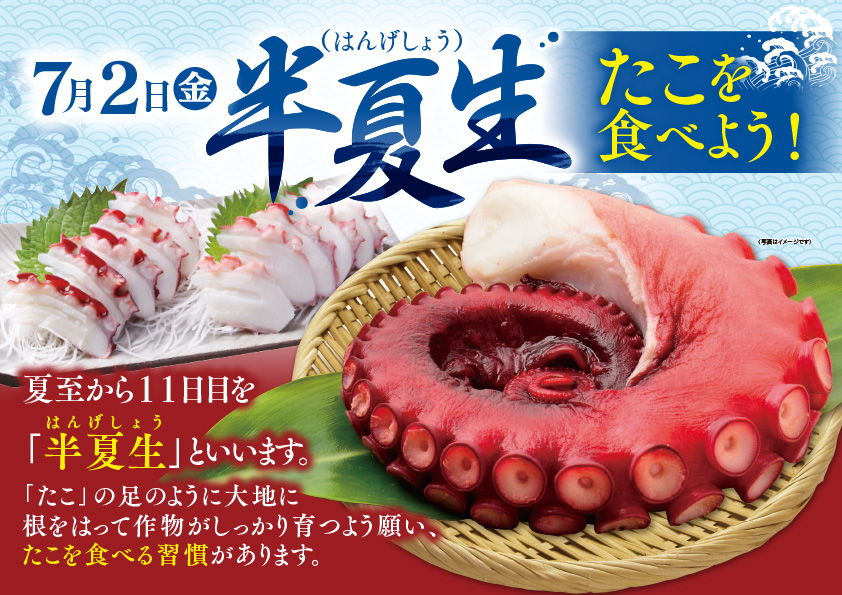 7月2日㊎
（はんげしょう）
半夏生
たこを
食べよう！
（写真はイメージです）
夏至から11日目を
はんげしょう
「半夏生」といいます。
「たこ」の足のように大地に
根をはって作物がしっかり育つよう願い、
たこを食べる習慣があります。